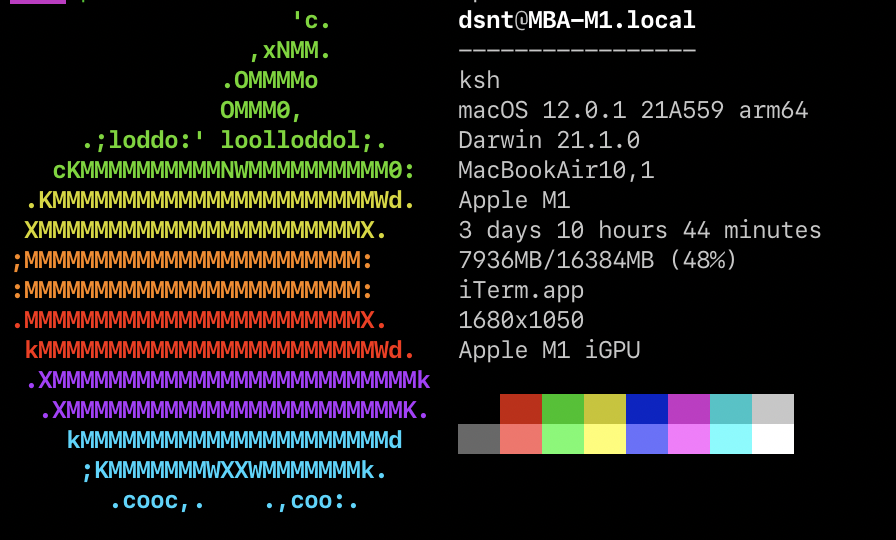 'c.
,xNMM.
.OMMMMo
OMMM0,
.;loddo:' loolloddol;.
cKMMMMMMMMMMNWMMMMMMMMMM0:
.KMMMMMMMMMMMMMMMMMMMMMMMWd.
XMMMMMMMMMMMMMMMMMMMMMMMX.
;MMMMMMMMMMMMMMMMMMMMMMMM:
:MMMMMMMMMMMMMMMMMMMMMMMM:
.MMMMMMMMMMMMMMMMMMMMMMMMX.
kMMMMMMMMMMMMMMMMMMMMMMMMWd.
.XMMMMMMMMMMMMMMMMMMMMMMMMMMk
.XMMMMMMMMMMMMMMMMMMMMMMMMK.
kMMMMMMMMMMMMMMMMMMMMMMd
;KMMMMMMMWXXWMMMMMMMk.
.cooc,.    .,coo:.
dsnt@MBA-M1.local
-----------------
ksh
macOS 12.0.1 21A559 arm64
Darwin 21.1.0
MacBookAir10,1
Apple M1
3 days 10 hours 44 minutes
7936MB/16384MB (48%)
iTerm.app
1680x1050
Apple M1 iGPU